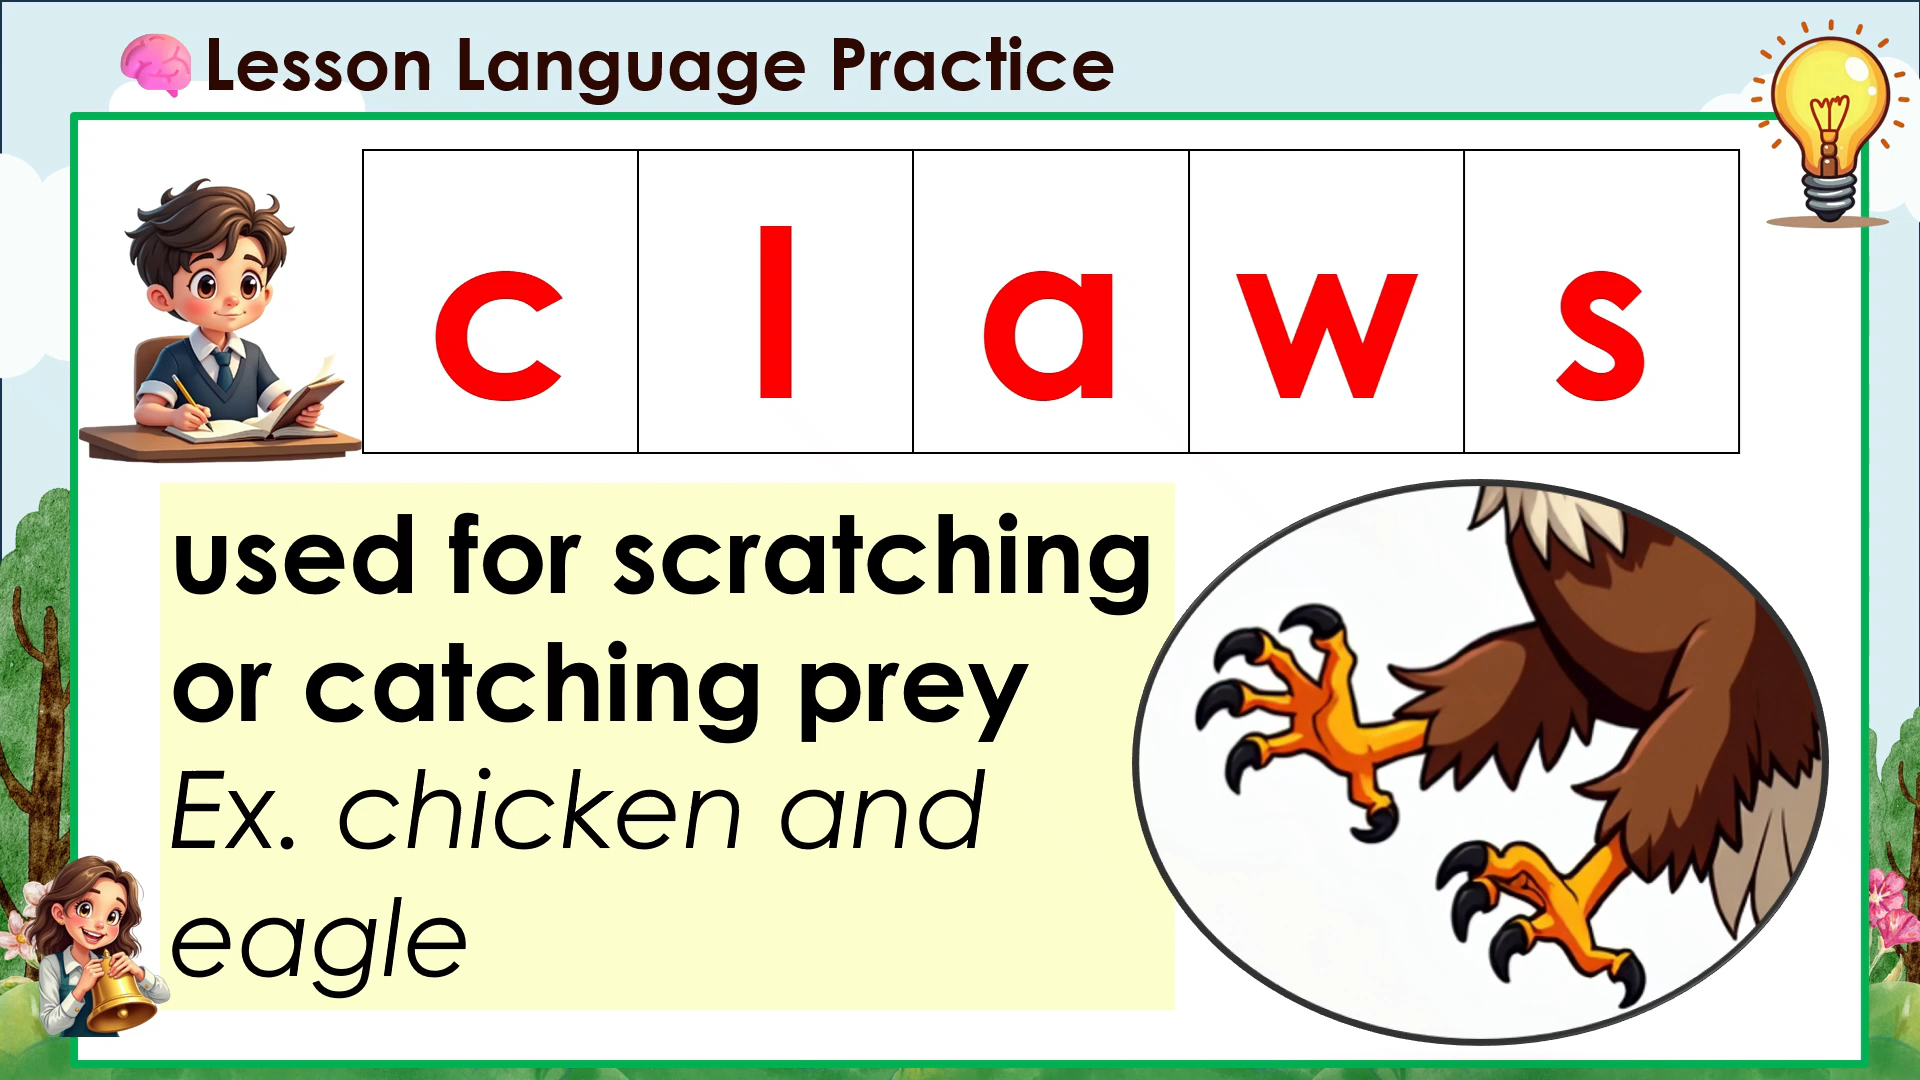 Lesson Language Practice
c l a w s
used for scratching
or catching prey
Ex. chicken and
eagle